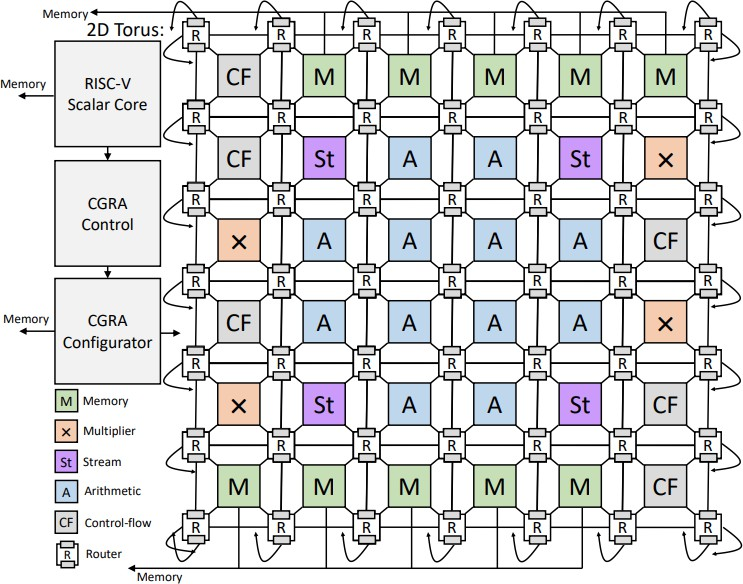 Memory
2D Torus:
R R R R R R R
CF M M M M M
RISC-V
Scalar Core
Memory
R R R R R R R
CF St A A St ×
R R R R R R R
CGRA
Control
× A A A A CF
R R R R R R R
CGRA
Configurator
Memory
CF A A A A ×
R R R R R R R
× St A A St CF
R R R R R R R
M M M M M CF
R R R R R R R
M Memory
× Multiplier
St Stream
A Arithmetic
CF Control-flow
R Router
Memory